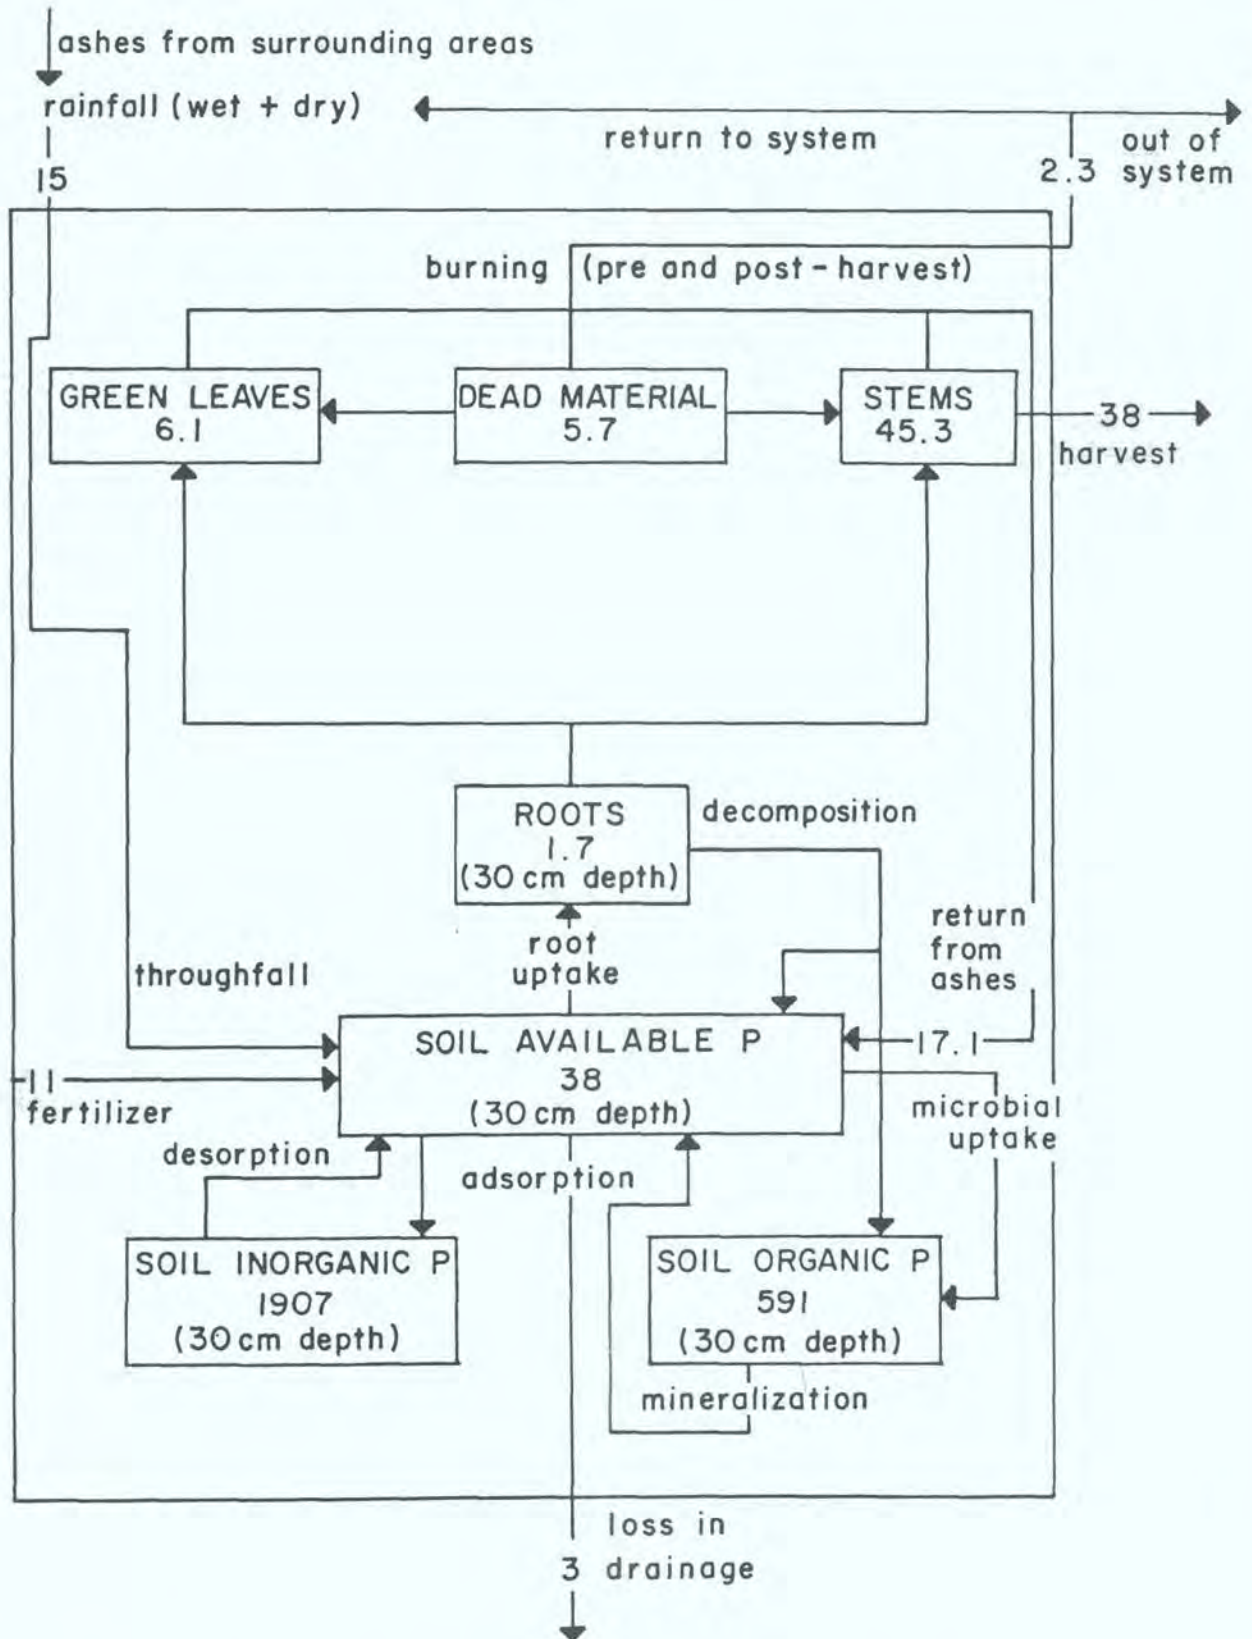 ashes from surrounding areas
rainfall (wet + dry)
return to system
out of
system
2.3
15
burning (pre and post-harvest)
GREEN LEAVES
6.1
DEAD MATERIAL
5.7
STEMS
45.3
38
harvest
ROOTS
1.7
(30 cm depth)
decomposition
return
from
ashes
root
uptake
throughfall
SOIL AVAILABLE P
38
(30 cm depth)
17.1
11
fertilizer
microbial
uptake
desorption
adsorption
SOIL INORGANIC P
1907
(30 cm depth)
SOIL ORGANIC P
591
(30 cm depth)
mineralization
loss in
3 drainage